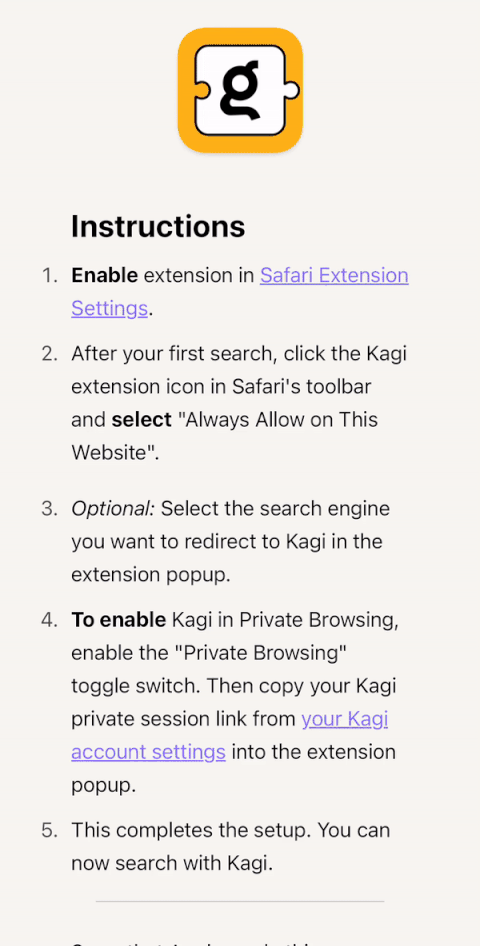 g
Instructions
1. Enable extension in Safari Extension
Settings.
2. After your first search, click the Kagi
extension icon in Safari's toolbar
and select "Always Allow on This
Website".
3. Optional: Select the search engine
you want to redirect to Kagi in the
extension popup.
4. To enable Kagi in Private Browsing,
enable the "Private Browsing"
toggle switch. Then copy your Kagi
private session link from your Kagi
account settings into the extension
popup.
5. This completes the setup. You can
now search with Kagi.